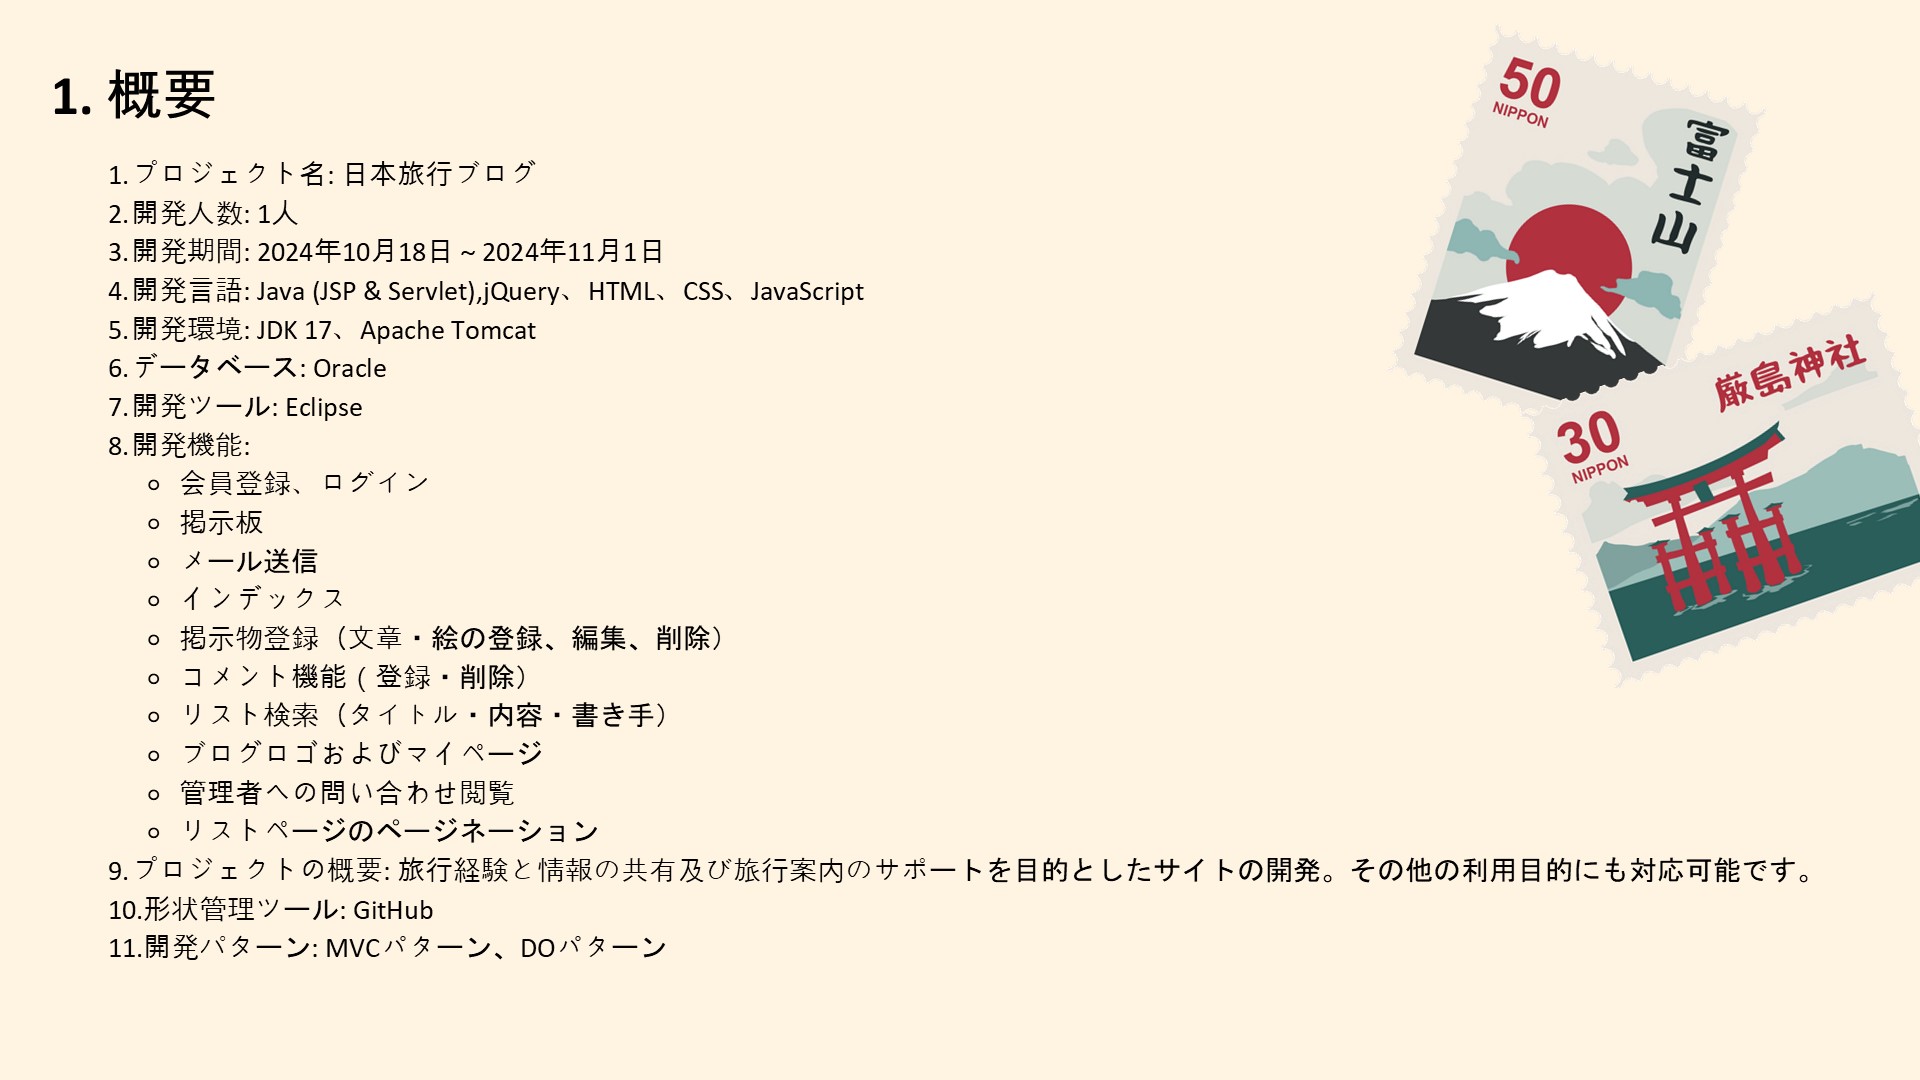 1. 概要
1. プロジェクト名: 日本旅行ブログ
2. 開発人数: 1人
3. 開発期間: 2024年10月18日 ~ 2024年11月1日
4. 開発言語: Java (JSP & Servlet),jQuery、HTML、CSS、JavaScript
5. 開発環境: JDK 17、Apache Tomcat
6. データベース: Oracle
7. 開発ツール: Eclipse
8. 開発機能:
会員登録、ログイン
掲示板
メール送信
インデックス
掲示物登録（文章・絵の登録、編集、削除）
コメント機能 ( 登録・削除）
リスト検索（タイトル・内容・書き手）
ブログロゴおよびマイページ
管理者への問い合わせ閲覧
リストページのページネーション
9. プロジェクトの概要: 旅行経験と情報の共有及び旅行案内のサポートを目的としたサイトの開発。その他の利用目的にも対応可能です。
10.形状管理ツール: GitHub
11.開発パターン: MVCパターン、DOパターン
50
NIPPON
富士山
厳島神社
30
NIPPON